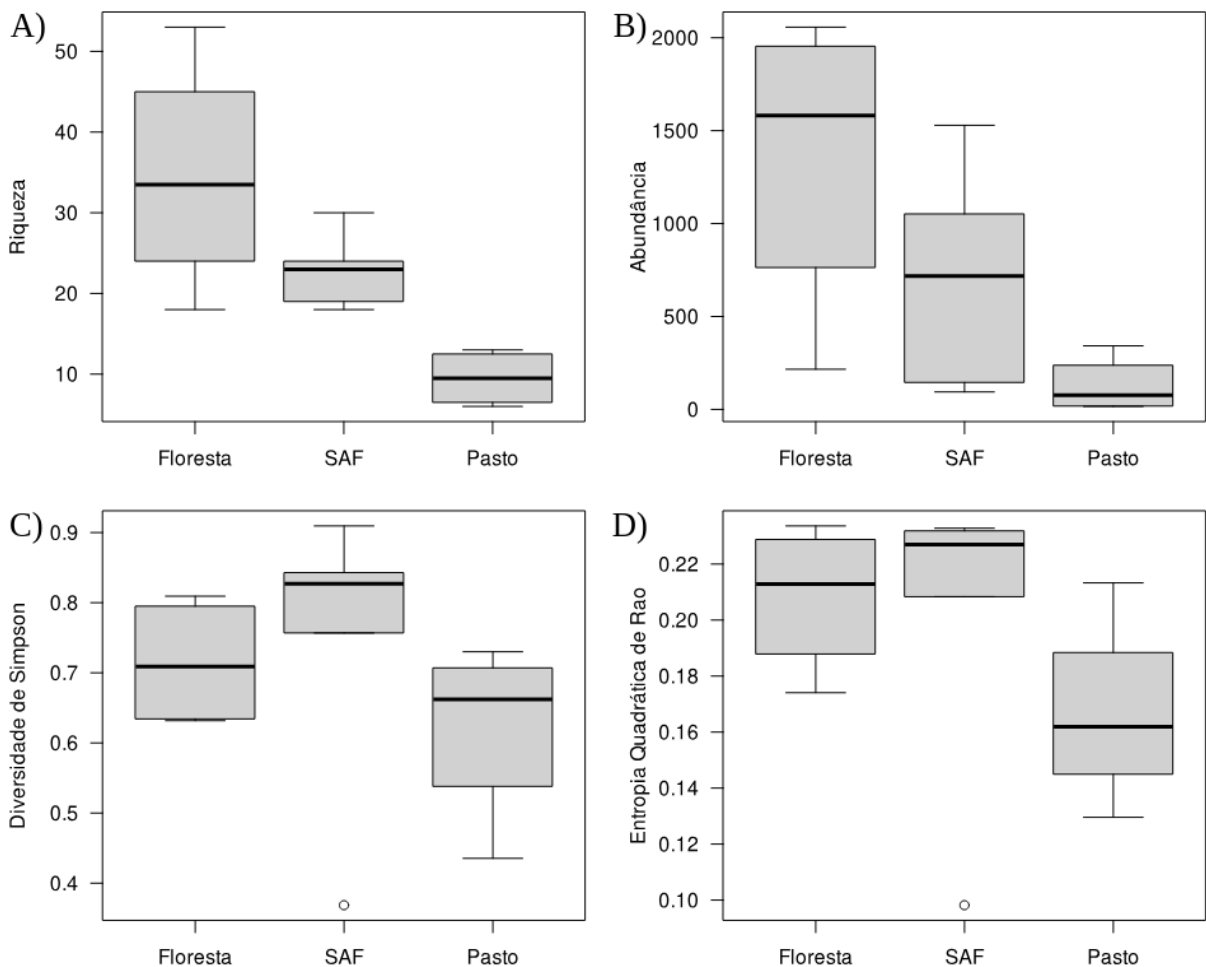 A)
Riqueza
50
40
30
20
10
Floresta SAF Pasto
B)
Abundância
2000
1500
1000
500
0
Floresta SAF Pasto
C)
Diversidade de Simpson
0.9
0.8
0.7
0.6
0.5
0.4
Floresta SAF Pasto
D)
Entropia Quadrática de Rao
0.22
0.20
0.18
0.16
0.14
0.12
0.10
Floresta SAF Pasto